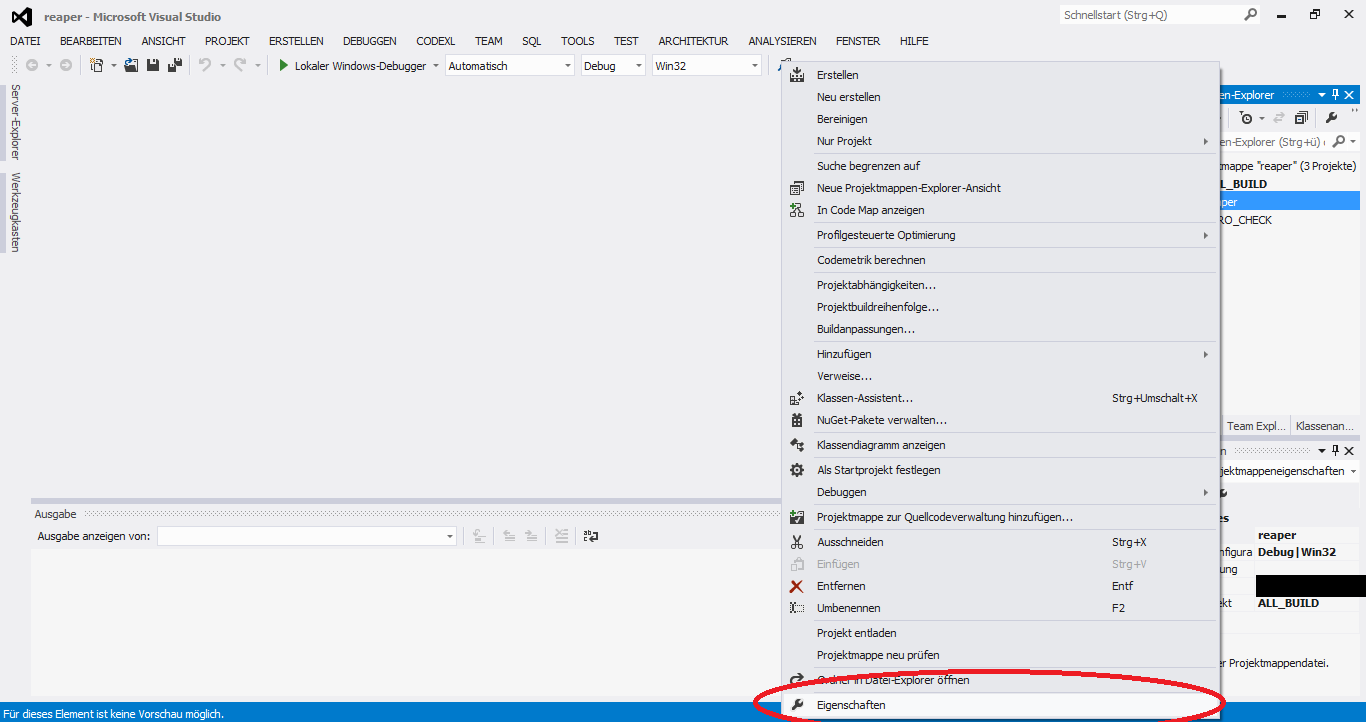 reaper - Microsoft Visual Studio
Schnellstart (Strg+Q)
DATEI BEARBEITEN ANSICHT PROJEKT ERSTELLEN DEBUGGEN CODEXL TEAM SQL TOOLS TEST ARCHITEKTUR ANALYSIEREN FENSTER HILFE
Lokaler Windows-Debugger Automatisch Debug Win32
Server-Explorer
Werkzeugkasten
Erstellen
Neu erstellen
Bereinigen
Nur Projekt
Suche begrenzen auf
Neue Projektmappen-Explorer-Ansicht
In Code Map anzeigen
Profilgesteuerte Optimierung
Codemetrik berechnen
Projektabhängigkeiten...
Projektbuildreihenfolge...
Buildanpassungen...
Hinzufügen
Verweise...
Klassen-Assistent... Strg+Umschalt+X
NuGet-Pakete verwalten...
Klassendiagramm anzeigen
Als Startprojekt festlegen
Debuggen
Projektmappe zur Quellcodeverwaltung hinzufügen...
Ausschneiden Strg+X
Einfügen Strg+V
Entfernen Entf
Umbenennen F2
Projekt entladen
Projektmappe neu prüfen
Ordner in Datei-Explorer öffnen
Eigenschaften
en-Explorer
en-Explorer (Strg+ü)
tmappe "reaper" (3 Projekte)
L_BUILD
per
RO_CHECK
Team Expl... Klassenan...
n
jektmappeneigenschaften
es
reaper
nfigura Debug|Win32
ung
ekt ALL_BUILD
er Projektmappendatei.
Ausgabe
Ausgabe anzeigen von:
Für dieses Element ist keine Vorschau möglich.